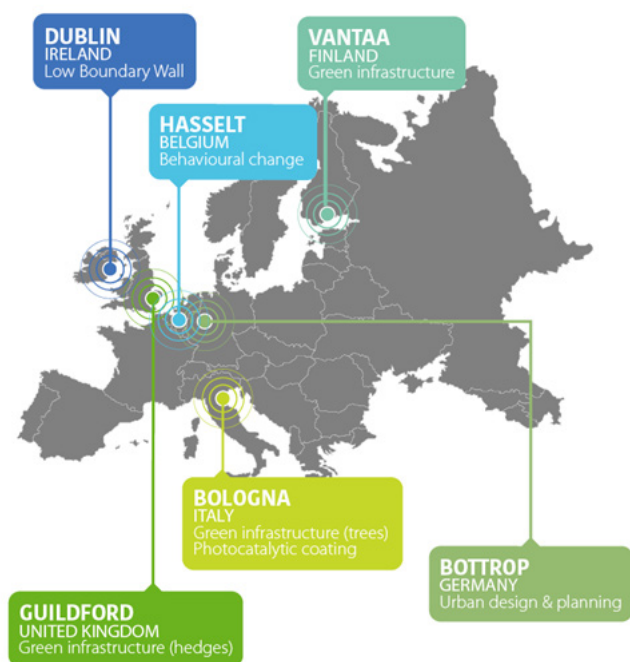 DUBLIN
IRELAND
Low Boundary Wall
VANTAA
FINLAND
Green infrastructure
HASSELT
BELGIUM
Behavioural change
BOLOGNA
ITALY
Green infrastructure (trees)
Photocatalytic coating
BOTTROP
GERMANY
Urban design & planning
GUILDFORD
UNITED KINGDOM
Green infrastructure (hedges)